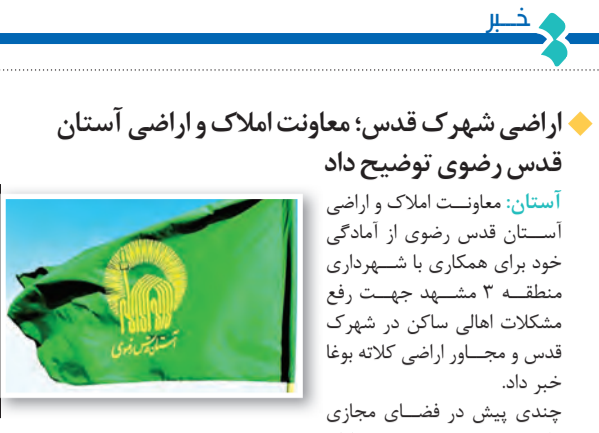 خبر
اراضی شهرک قدس؛ معاونت املاک و اراضی آستان
قدس رضوی توضیح داد
آستان: معاونت املاک و اراضی
آستان قدس رضوی از آمادگی
خود برای همکاری با شهرداری
منطقه ۳ مشهد جهت رفع
مشکلات اهالی ساکن در شهرک
قدس و مجاور اراضی کلاته بوغا
خبر داد.
چندی پیش در فضای مجازی
آستان قدس رضوی